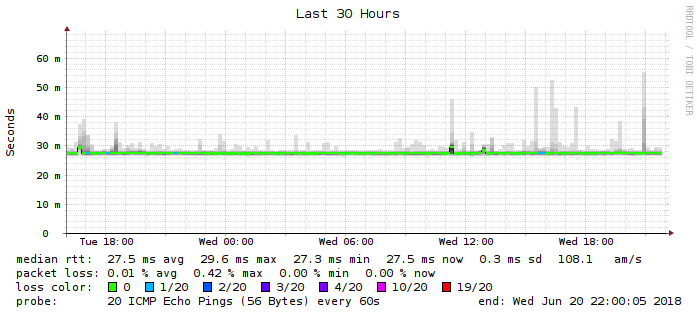 Last 30 Hours
RRDTOOL / TOBI OETIKER
Seconds
60 m
50 m
40 m
30 m
20 m
10 m
0
Tue 18:00 Wed 00:00 Wed 06:00 Wed 12:00 Wed 18:00
median rtt: 27.5 ms avg 29.6 ms max 27.3 ms min 27.5 ms now 0.3 ms sd 108.1 am/s
packet loss: 0.01 % avg 0.42 % max 0.00 % min 0.00 % now
loss color: 0 1/20 2/20 3/20 4/20 10/20 19/20
probe: 20 ICMP Echo Pings (56 Bytes) every 60s end: Wed Jun 20 22:00:05 2018